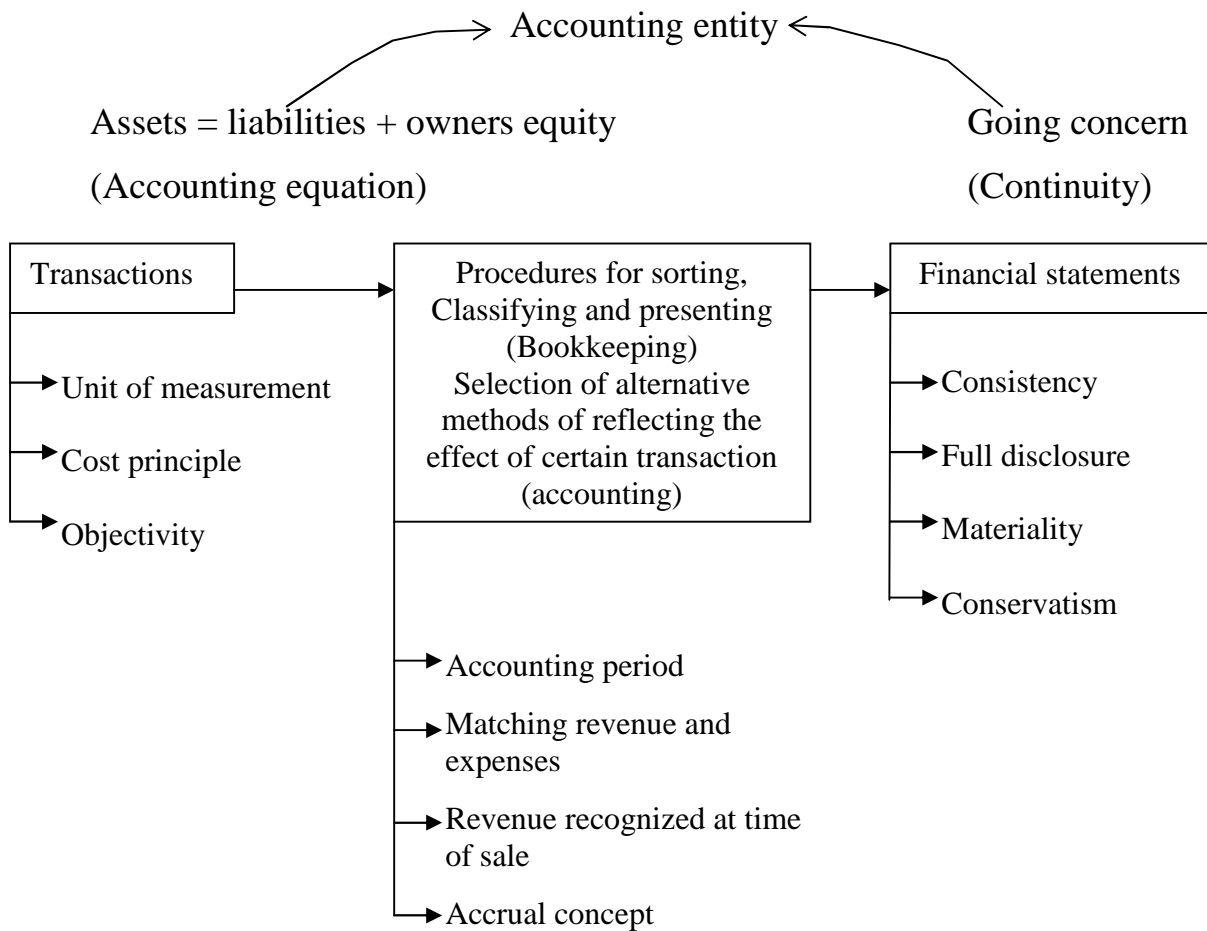 Accounting entity
Assets = liabilities + owners equity
(Accounting equation)
Going concern
(Continuity)
Transactions
Unit of measurement
Cost principle
Objectivity
Procedures for sorting,
Classifying and presenting
(Bookkeeping)
Selection of alternative
methods of reflecting the
effect of certain transaction
(accounting)
Accounting period
Matching revenue and
expenses
Revenue recognized at time
of sale
Accrual concept
Financial statements
Consistency
Full disclosure
Materiality
Conservatism